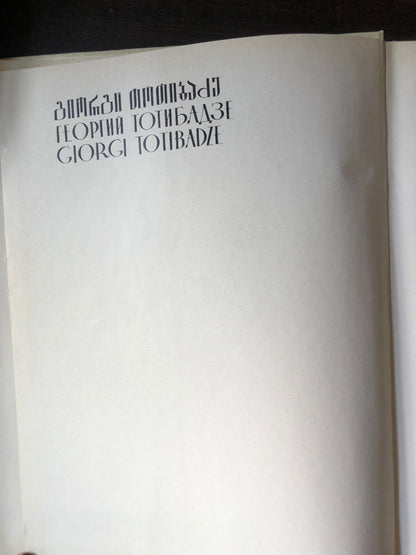 გიორგი თოთიბაძე
ГЕОРГИЙ ТОТИБАДЗЕ
GIORGI TOTIBADZE